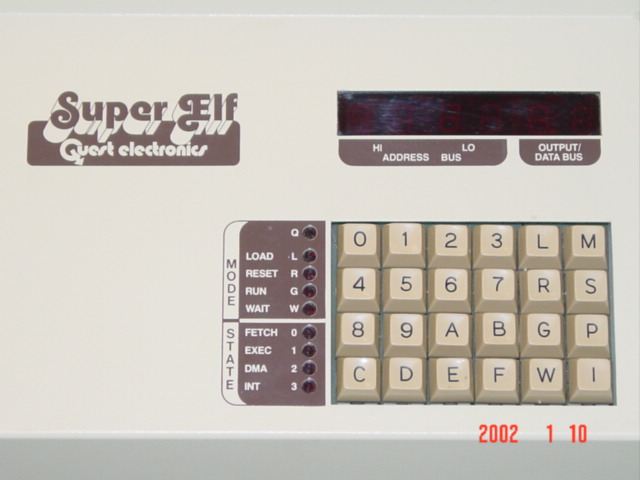 Super Elf
Quest electronics
HI LO
ADDRESS BUS
OUTPUT/
DATA BUS
MODE
Q
LOAD L
RESET R
RUN G
WAIT W
STATE
FETCH 0
EXEC 1
DMA 2
INT 3
0 1 2 3 L M
4 5 6 7 R S
8 9 A B G P
C D E F W I
2002 1 10